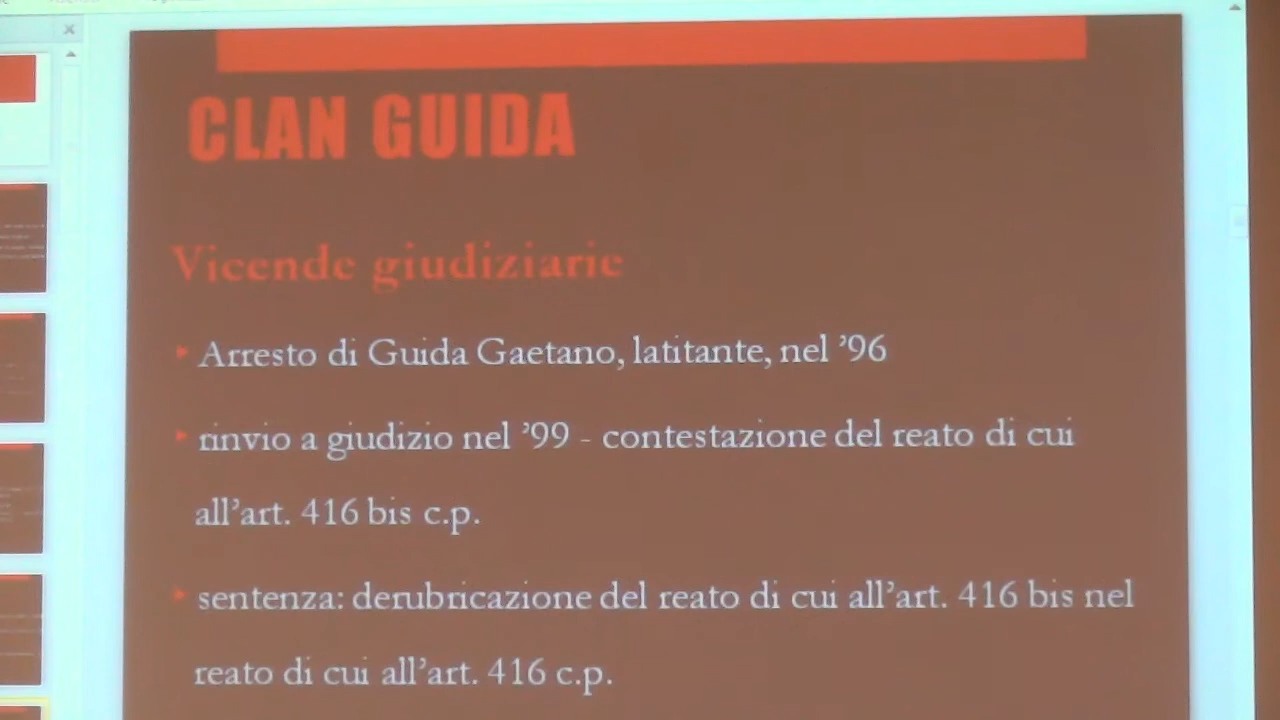 CLAN GUIDA
Vicende giudiziarie
Arresto di Guida Gaetano, latitante, nel ’96
rinvio a giudizio nel ’99 - contestazione del reato di cui
all’art. 416 bis c.p.
sentenza: derubricazione del reato di cui all’art. 416 bis nel
reato di cui all’art. 416 c.p.